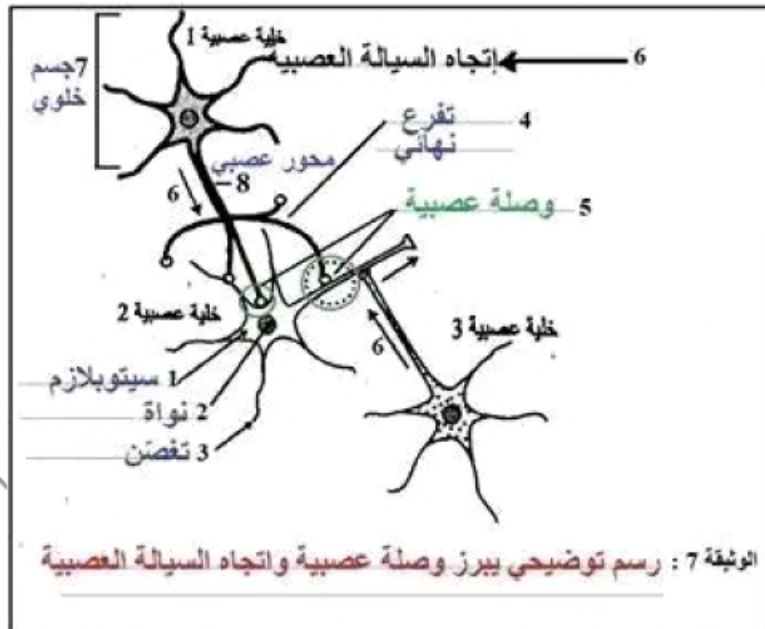 خلية عصبية 1
إتجاه السيالة العصبية 6
7جسم
خلوي
تفرع 4
نهائي
محور عصبي
8
6
وصلة عصبية 5
خلية عصبية 2
خلية عصبية 3
6
1 سيتوبلازم
2 نواة
3 تغصن
الوثيقة 7 : رسم توضيحي يبرز وصلة عصبية واتجاه السيالة العصبية